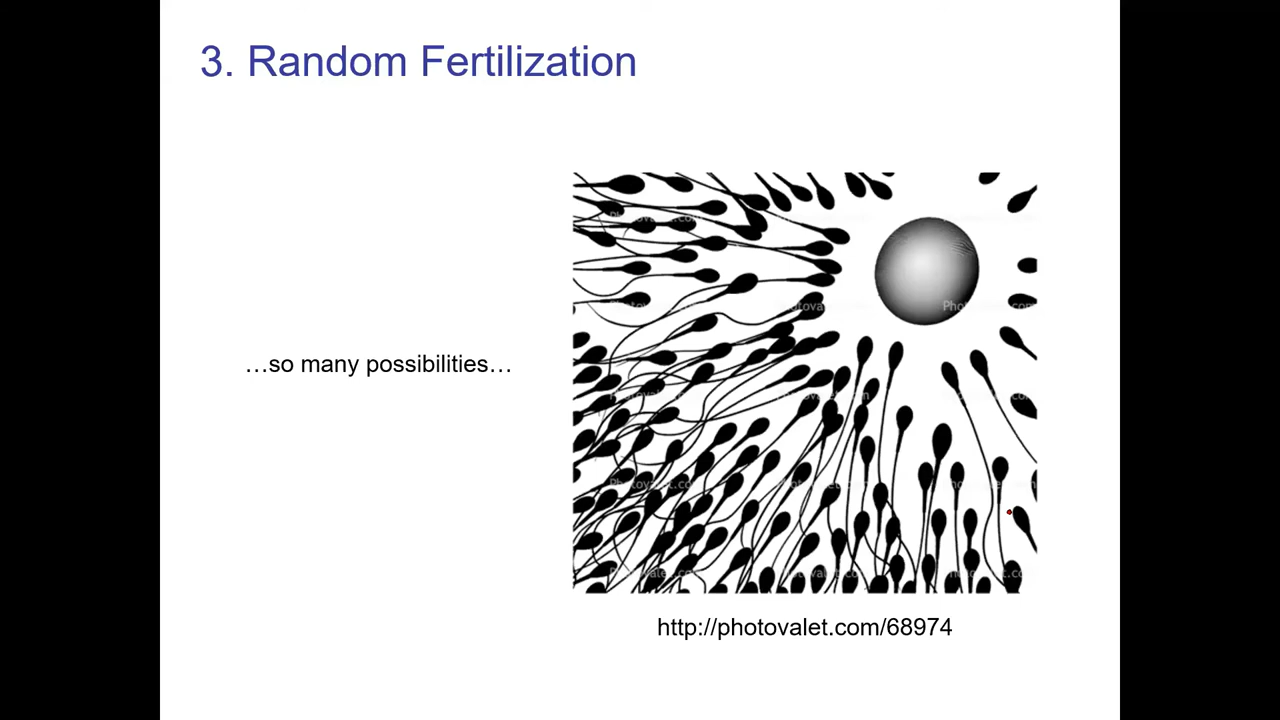 3. Random Fertilization
…so many possibilities…
http://photovalet.com/68974